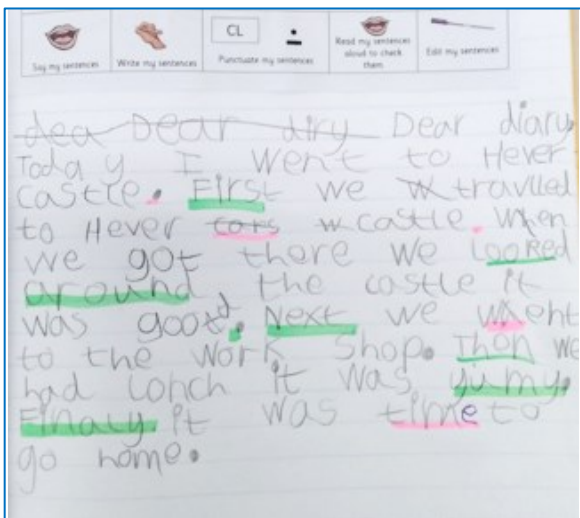 Say my sentences Write my sentences CL Punctuate my sentences Read my sentences aloud to check them. Edit my sentences
dea Dear diry Dear diary,
Today I went to Hever
castle. First we w travlled
to Hever cars w castle. when
we got there we looked
around the castle it
was good. Next we whent
to the work shop. Then we
had lonch it was yumy.
Finaly it was time to
go home.